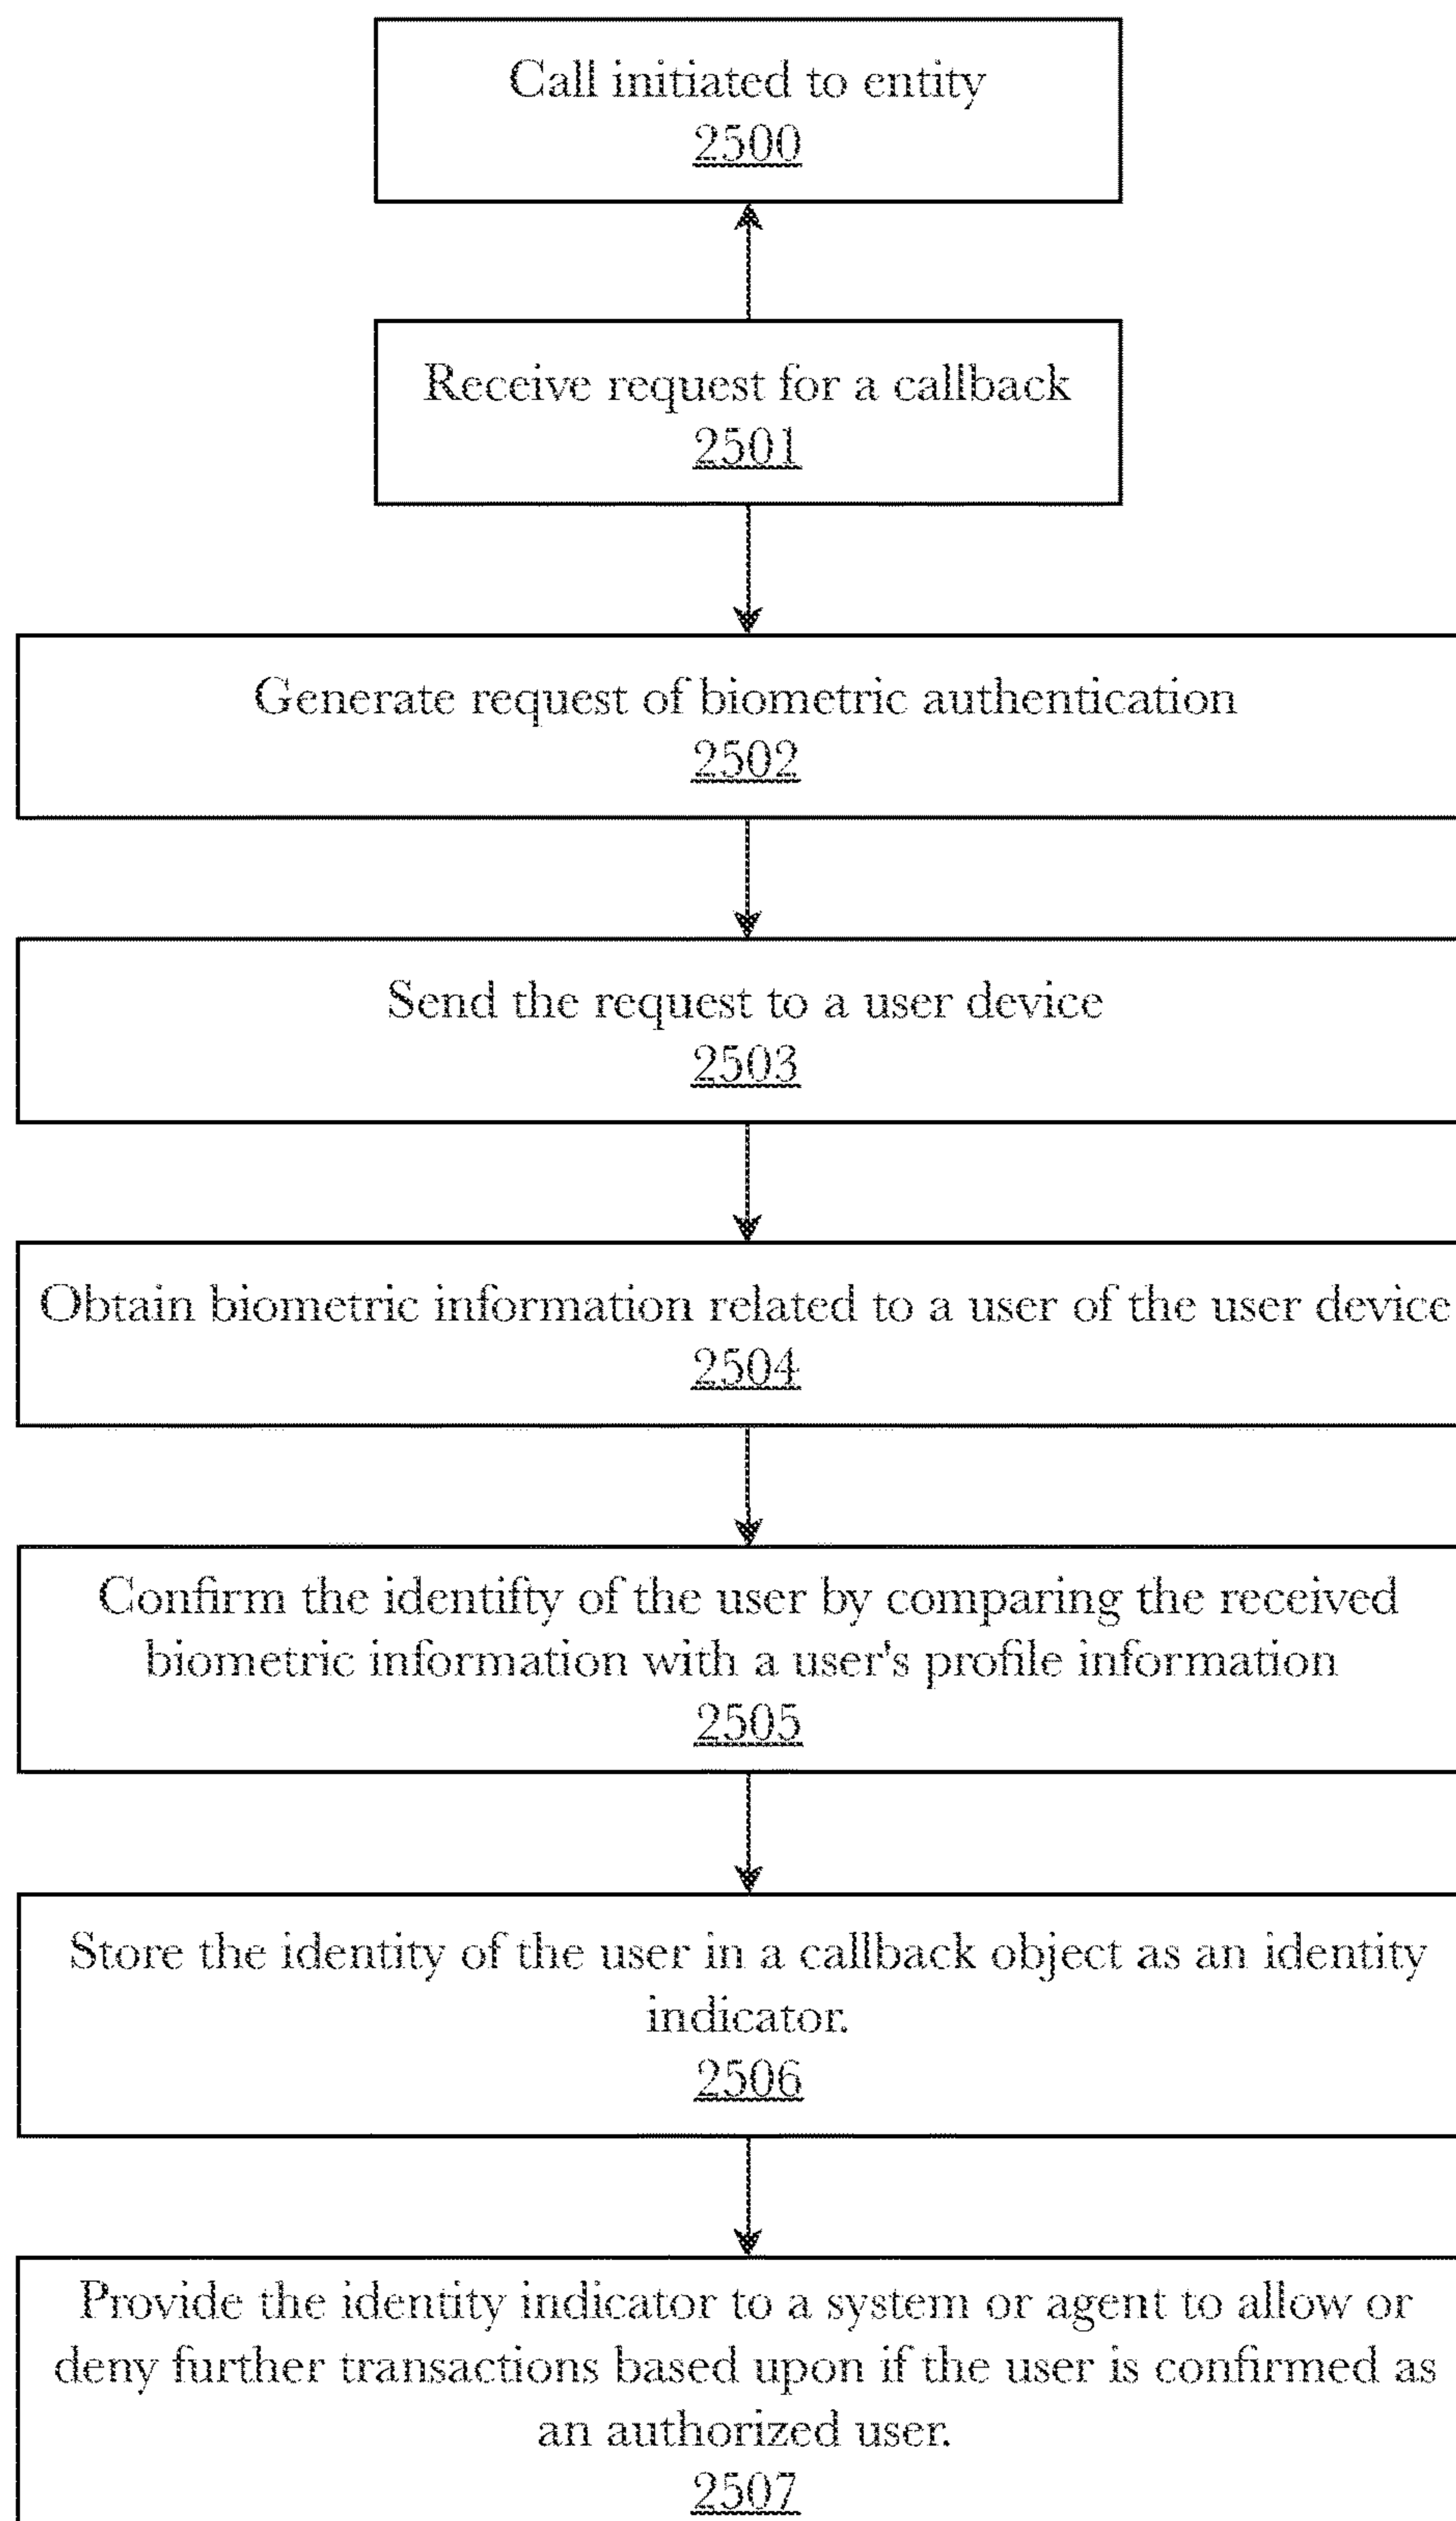 Call initiated to entity
2500
Receive request for a callback
2501
Generate request of biometric authentication
2502
Send the request to a user device
2503
Obtain biometric information related to a user of the user device
2504
Confirm the identifty of the user by comparing the received
biometric information with a user's profile information
2505
Store the identity of the user in a callback object as an identity
indicator.
2506
Provide the identity indicator to a system or agent to allow or
deny further transactions based upon if the user is confirmed as
an authorized user.
2507